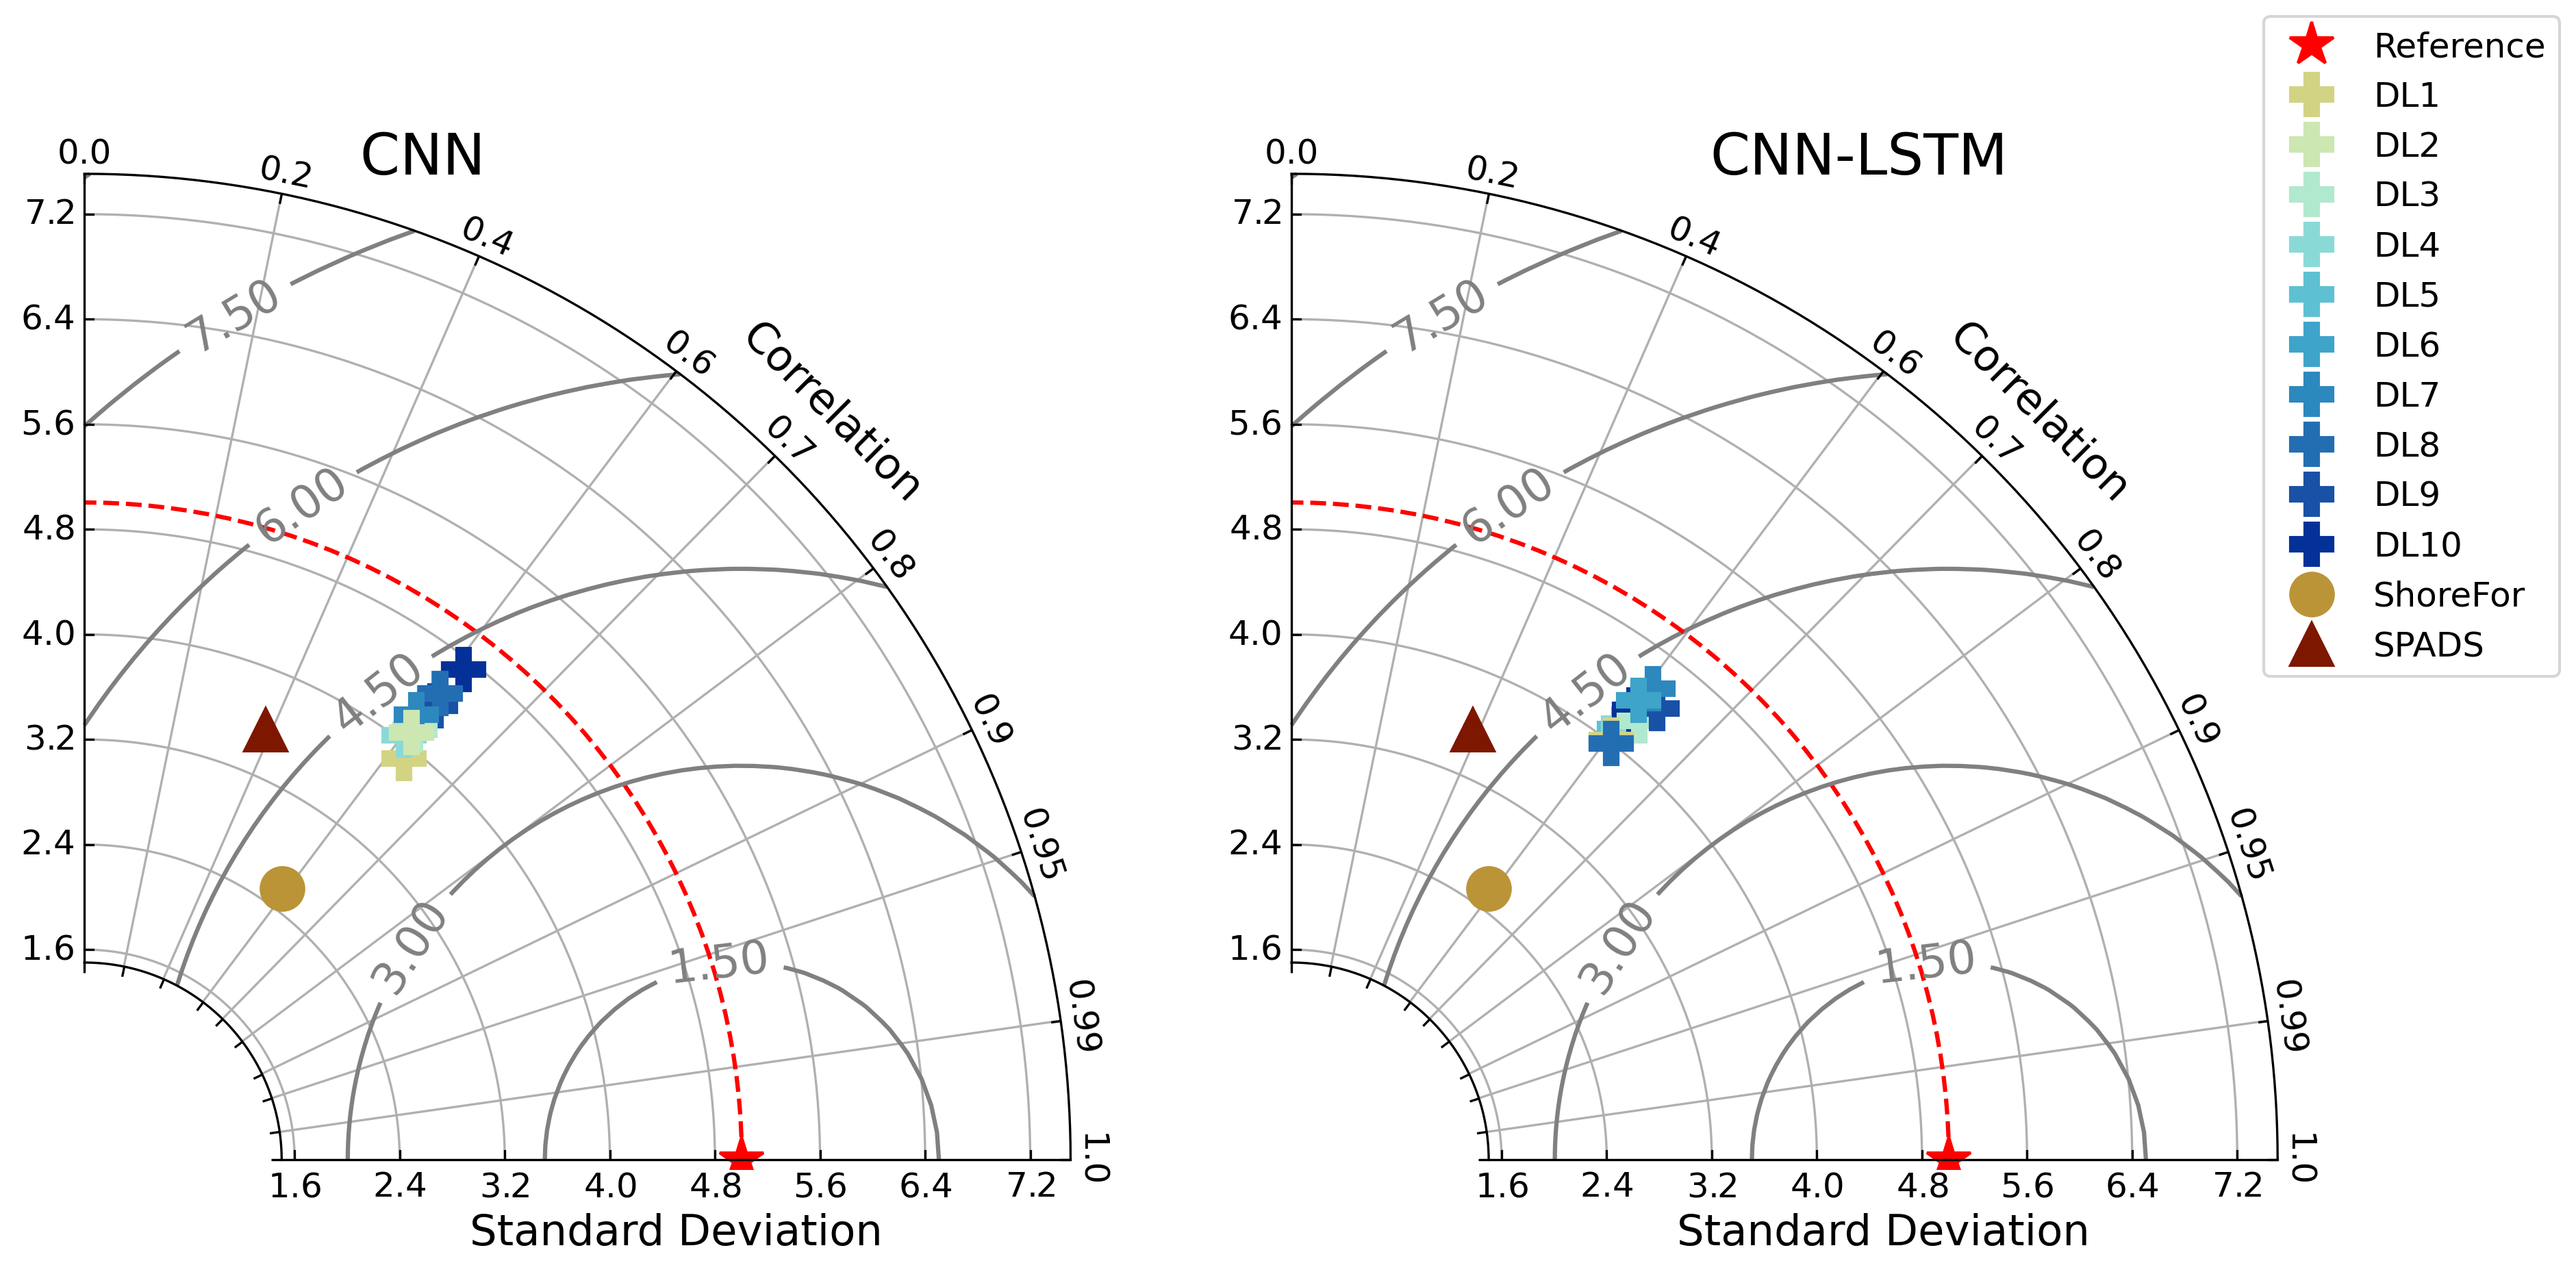 CNN
0.0
0.2
0.4
0.6
0.7
0.8
0.9
0.95
0.99
1.0
Correlation
7.2
6.4
5.6
4.8
4.0
3.2
2.4
1.6
7.50
6.00
4.50
3.00
1.50
1.6 2.4 3.2 4.0 4.8 5.6 6.4 7.2
Standard Deviation
CNN-LSTM
0.0
0.2
0.4
0.6
0.7
0.8
0.9
0.95
0.99
1.0
Correlation
7.2
6.4
5.6
4.8
4.0
3.2
2.4
1.6
7.50
6.00
4.50
3.00
1.50
1.6 2.4 3.2 4.0 4.8 5.6 6.4 7.2
Standard Deviation
Reference
DL1
DL2
DL3
DL4
DL5
DL6
DL7
DL8
DL9
DL10
ShoreFor
SPADS